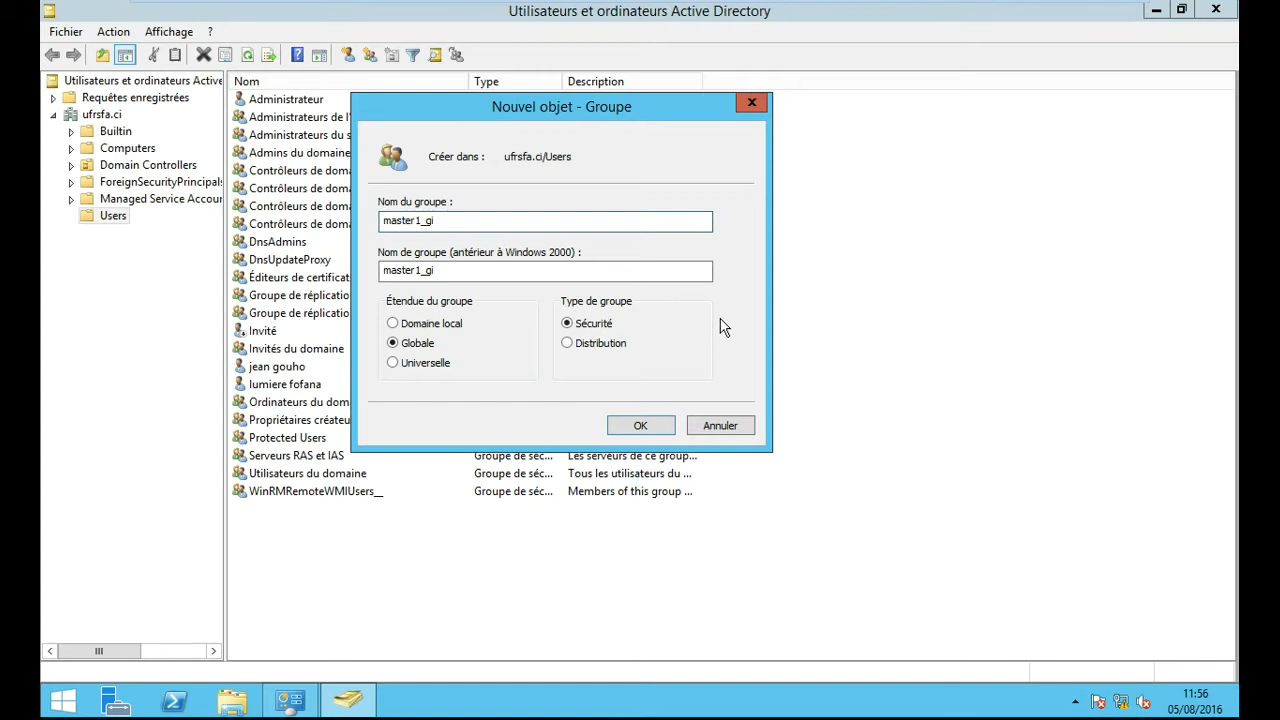 Utilisateurs et ordinateurs Active Directory
Fichier Action Affichage ?
Utilisateurs et ordinateurs Active
Requêtes enregistrées
ufrsfa.ci
Builtin
Computers
Domain Controllers
ForeignSecurityPrincipals
Managed Service Accour
Users
Nom Type Description
Administrateur
Administrateurs de l'
Administrateurs du s
Admins du domaine
Contrôleurs de doma
Contrôleurs de doma
Contrôleurs de doma
Contrôleurs de doma
DnsAdmins
DnsUpdateProxy
Éditeurs de certificat
Groupe de réplicatio
Groupe de réplicatio
Invité
Invités du domaine
jean gouho
lumiere fofana
Ordinateurs du dom
Propriétaires créateu
Protected Users
Serveurs RAS et IAS Groupe de séc... Les serveurs de ce group...
Utilisateurs du domaine Groupe de séc... Tous les utilisateurs du ...
WinRMRemoteWMIUsers__ Groupe de séc... Members of this group ...
Nouvel objet - Groupe
Créer dans : ufrsfa.ci/Users
Nom du groupe :
master1_gi
Nom de groupe (antérieur à Windows 2000) :
master1_gi
Étendue du groupe
Domaine local
Globale
Universelle
Type de groupe
Sécurité
Distribution
OK Annuler
11:56
05/08/2016